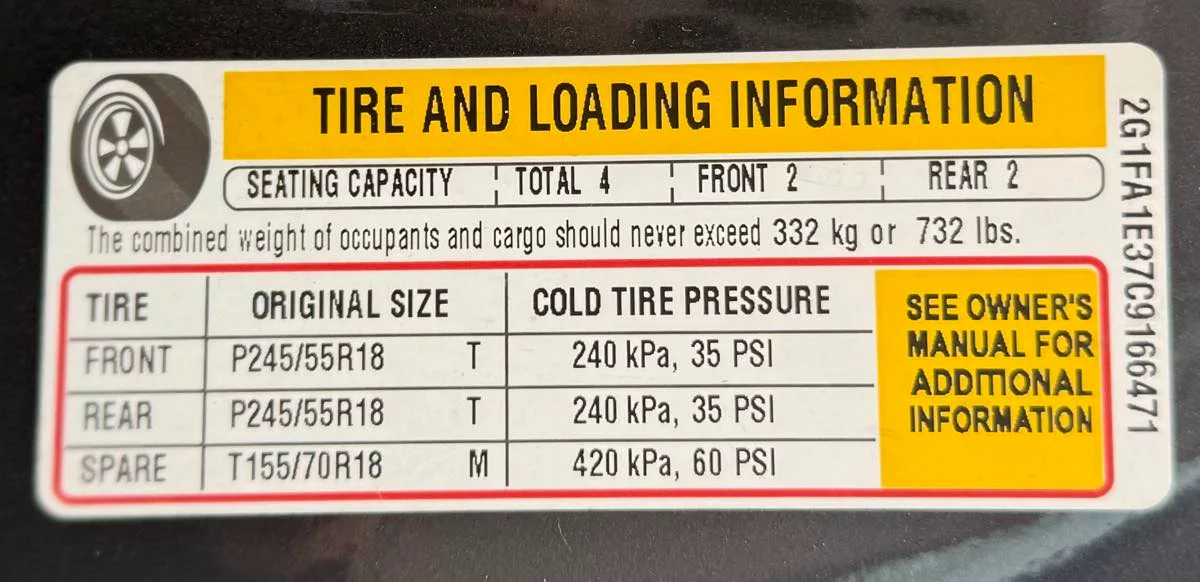 TIRE AND LOADING INFORMATION
SEATING CAPACITY TOTAL 4 FRONT 2 REAR 2
The combined weight of occupants and cargo should never exceed 332 kg or 732 lbs.
TIRE ORIGINAL SIZE COLD TIRE PRESSURE
FRONT P245/55R18 T 240 kPa, 35 PSI
REAR P245/55R18 T 240 kPa, 35 PSI
SPARE T155/70R18 M 420 kPa, 60 PSI
SEE OWNER'S
MANUAL FOR
ADDITIONAL
INFORMATION
2G1FA1E37C9166471